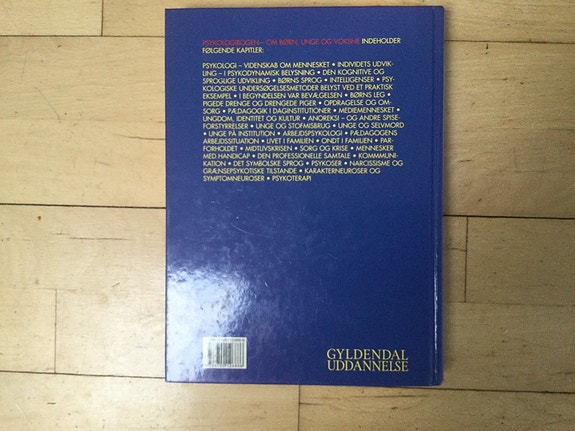 PSYKOLOGIBOGEN – OM BØRN, UNGE OG VOKSNE INDEHOLDER
FØLGENDE KAPITLER:
PSYKOLOGI – VIDENSKAB OM MENNESKET • INDIVIDETS UDVIK-
LING – I PSYKODYNAMISK BELYSNING • DEN KOGNITIVE OG
SPROGLIGE UDVIKLING • BØRNS SPROG • INTELLIGENSER • PSY-
KOLOGISKE UNDERSØGELSESMETODER BELYST VED ET PRAKTISK
EKSEMPEL • I BEGYNDELSEN VAR BEVÆGELSEN • BØRNS LEG •
PIGEDE DRENGE OG DRENGEDE PIGER • OPDRAGELSE OG OM-
SORG • PÆDAGOGIK I DAGINSTITUTIONER • MEDIEMENNESKET •
UNGDOM, IDENTITET OG KULTUR • ANOREKSI – OG ANDRE SPISE-
FORSTYRRELSER • UNGE OG STOFMISBRUG • UNGE OG SELVMORD
• UNGE PÅ INSTITUTION • ARBEJDSPSYKOLOGI • PÆDAGOGENS
ARBEJDSSITUATION • LIVET I FAMILIEN • ONDT I FAMILIEN • PAR-
FORHOLDET • MIDTLIVSKRISEN • SORG OG KRISE • MENNESKER
MED HANDICAP • DEN PROFESSIONELLE SAMTALE • KOMMMUNI-
KATION • DET SYMBOLSKE SPROG • PSYKOSER • NARCISSISME OG
GRÆNSEPSYKOTISKE TILSTANDE • KARAKTERNEUROSER OG
SYMPTOMNEUROSER • PSYKOTERAPI
GYLDENDAL
UDDANNELSE